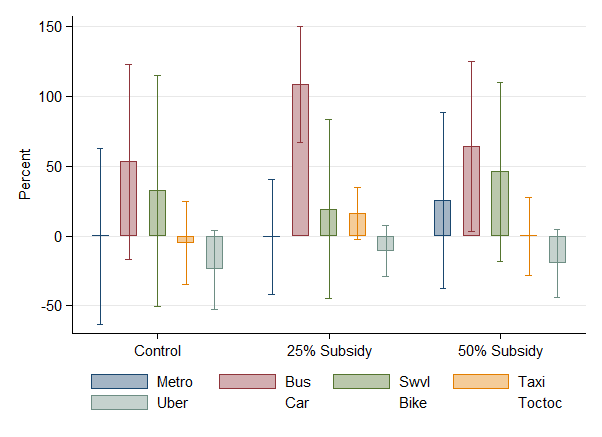 150
100
50
0
-50
Percent
Control 25% Subsidy 50% Subsidy
Metro Bus Swvl Taxi
Uber Car Bike Toctoc